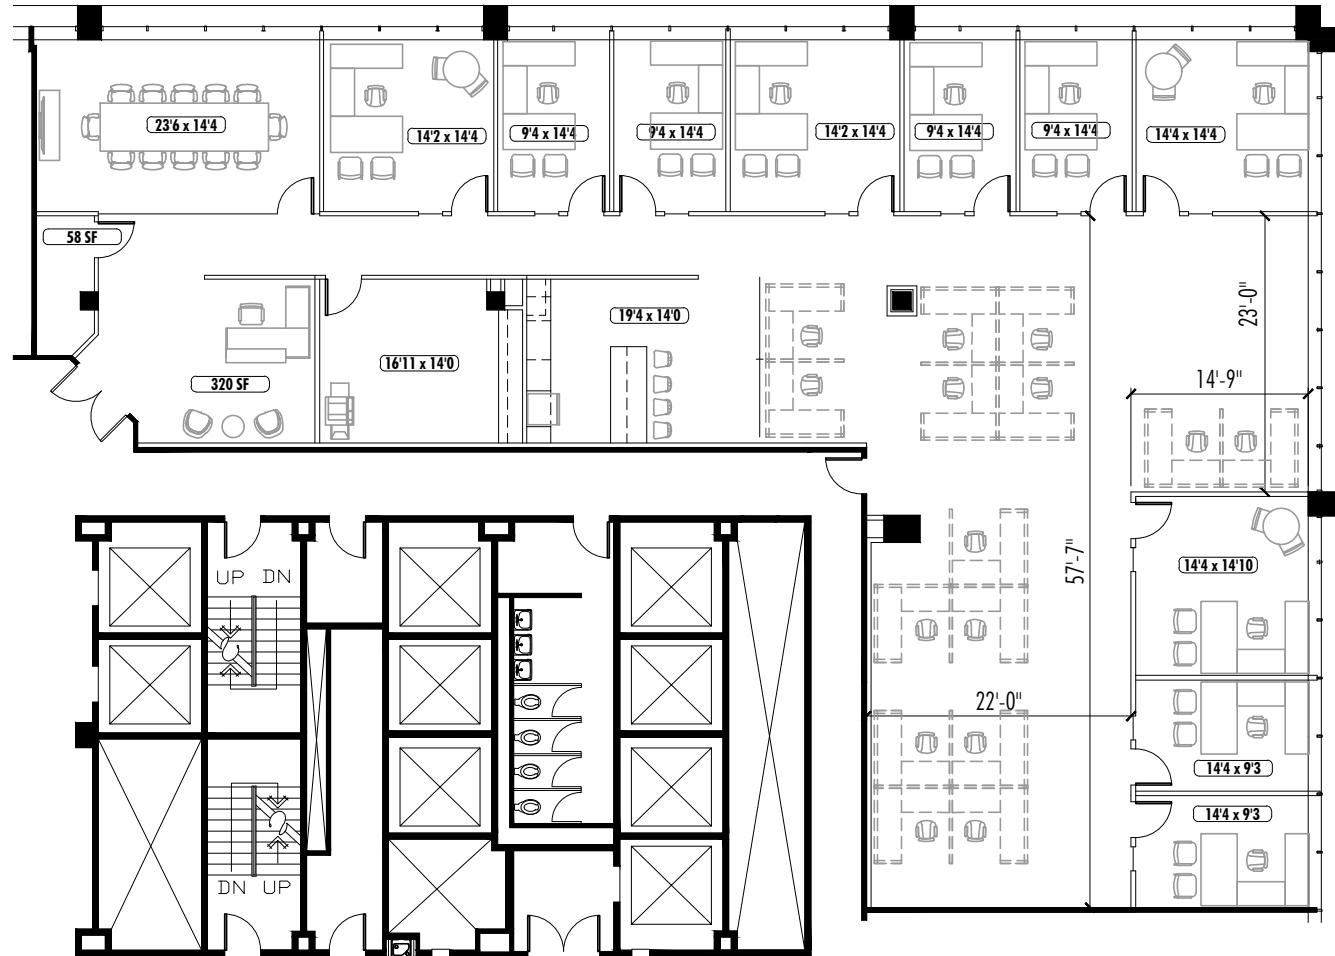 23'6 x 14'4
14'2 x 14'4
9'4 x 14'4
9'4 x 14'4
14'2 x 14'4
9'4 x 14'4
9'4 x 14'4
14'4 x 14'4
58 SF
320 SF
16'11 x 14'0
19'4 x 14'0
23'-0"
14'-9"
57'-7"
22'-0"
14'4 x 14'10
14'4 x 9'3
14'4 x 9'3
UP DN
DN UP